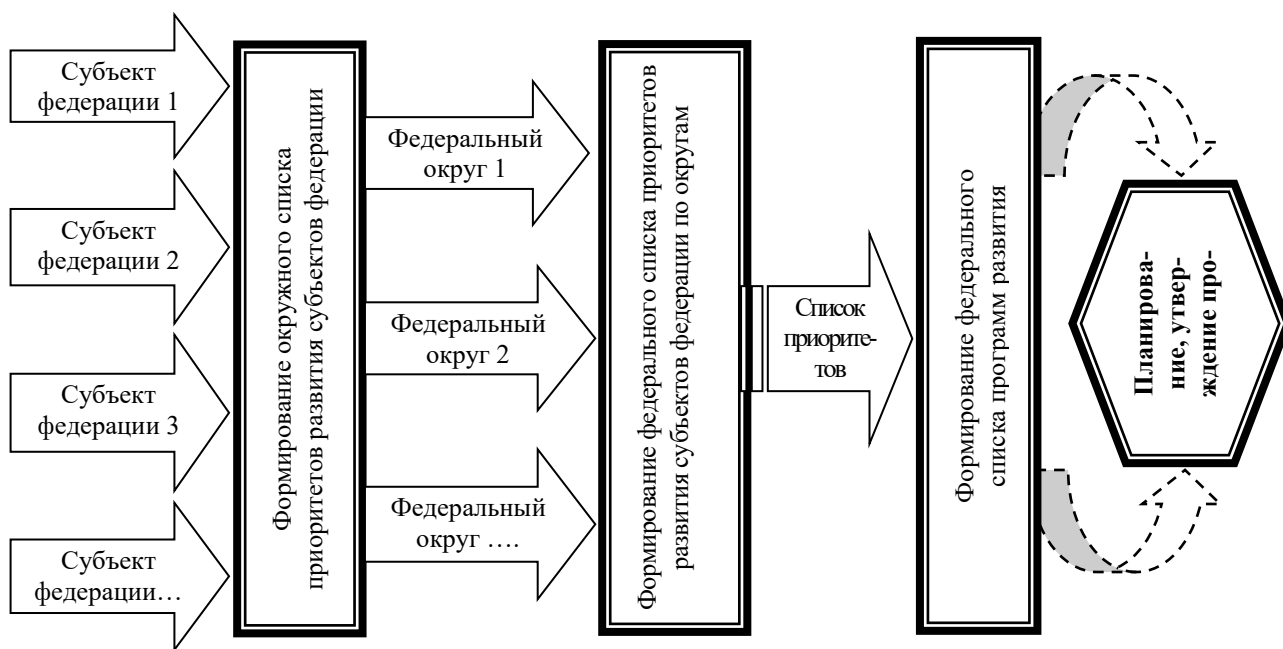 Субъект
федерации 1
Субъект
федерации 2
Субъект
федерации 3
Субъект
федерации…
Формирование окружного списка
приоритетов развития субъектов федерации
Федеральный
округ 1
Федеральный
округ 2
Федеральный
округ ….
Формирование федерального списка приоритетов
развития субъектов федерации по округам
Список
приорите-
тов
Формирование федерального
списка программ развития
Планирова-
ние, утвер-
ждение про-